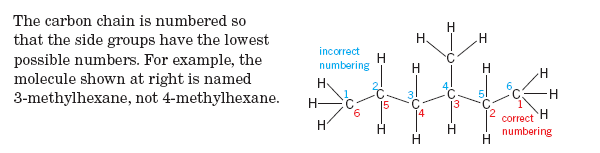 The carbon chain is numbered so
that the side groups have the lowest
possible numbers. For example, the
molecule shown at right is named
3-methylhexane, not 4-methylhexane.
incorrect
numbering
H
H H
C
H H H
H H
1 2 3 4 5 6
H C C C C C C H
6 5 4 3 2 1
H H
H H H H
correct
numbering